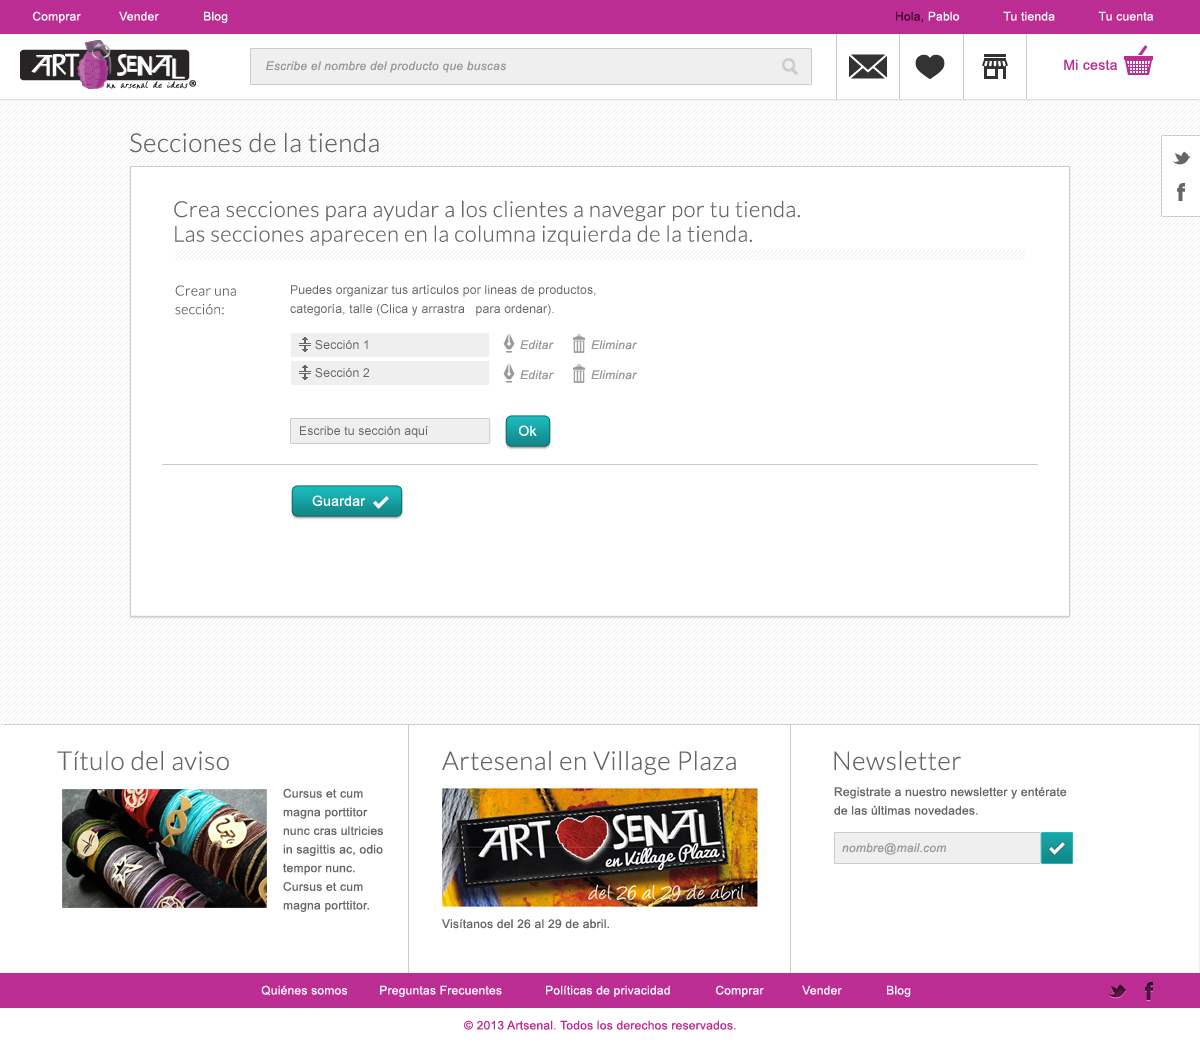 Comprar Vender Blog Hola, Pablo Tu tienda Tu cuenta
ARTSENAL
un arsenal de ideas®
Escribe el nombre del producto que buscas
Mi cesta
Secciones de la tienda
Crea secciones para ayudar a los clientes a navegar por tu tienda.
Las secciones aparecen en la columna izquierda de la tienda.
Crear una
sección:
Puedes organizar tus artículos por lineas de productos,
categoría, talle (Clica y arrastra para ordenar).
Sección 1 Editar Eliminar
Sección 2 Editar Eliminar
Escribe tu sección aquí Ok
Guardar
Título del aviso
Cursus et cum
magna porttitor
nunc cras ultricies
in sagittis ac, odio
tempor nunc.
Cursus et cum
magna porttitor.
Artesenal en Village Plaza
ART SENAL
en Village Plaza
del 26 al 29 de abril
Visítanos del 26 al 29 de abril.
Newsletter
Registrate a nuestro newsletter y entérate
de las últimas novedades.
nombre@mail.com
Quiénes somos Preguntas Frecuentes Políticas de privacidad Comprar Vender Blog
© 2013 Artsenal. Todos los derechos reservados.